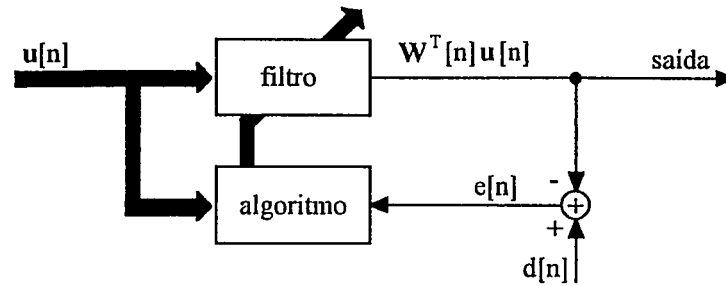 u[n]
filtro
W^T[n]u[n]
saída
algoritmo
e[n]
-
+
+
d[n]